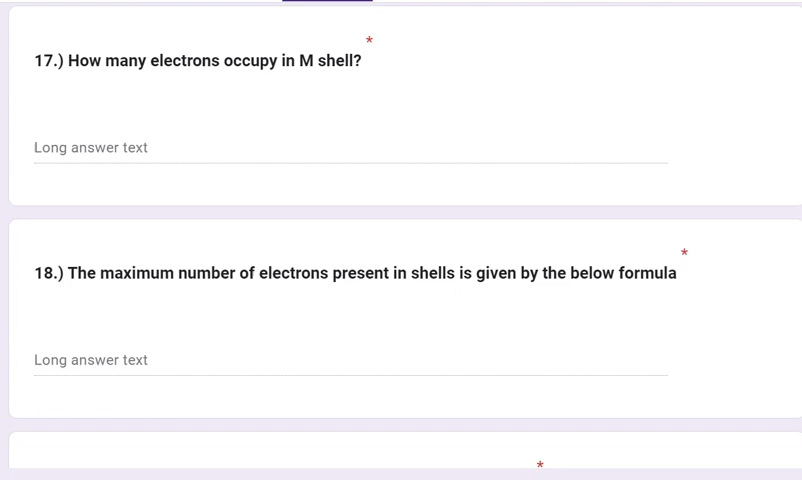 17.) How many electrons occupy in M shell? *
Long answer text
18.) The maximum number of electrons present in shells is given by the below formula *
Long answer text
*